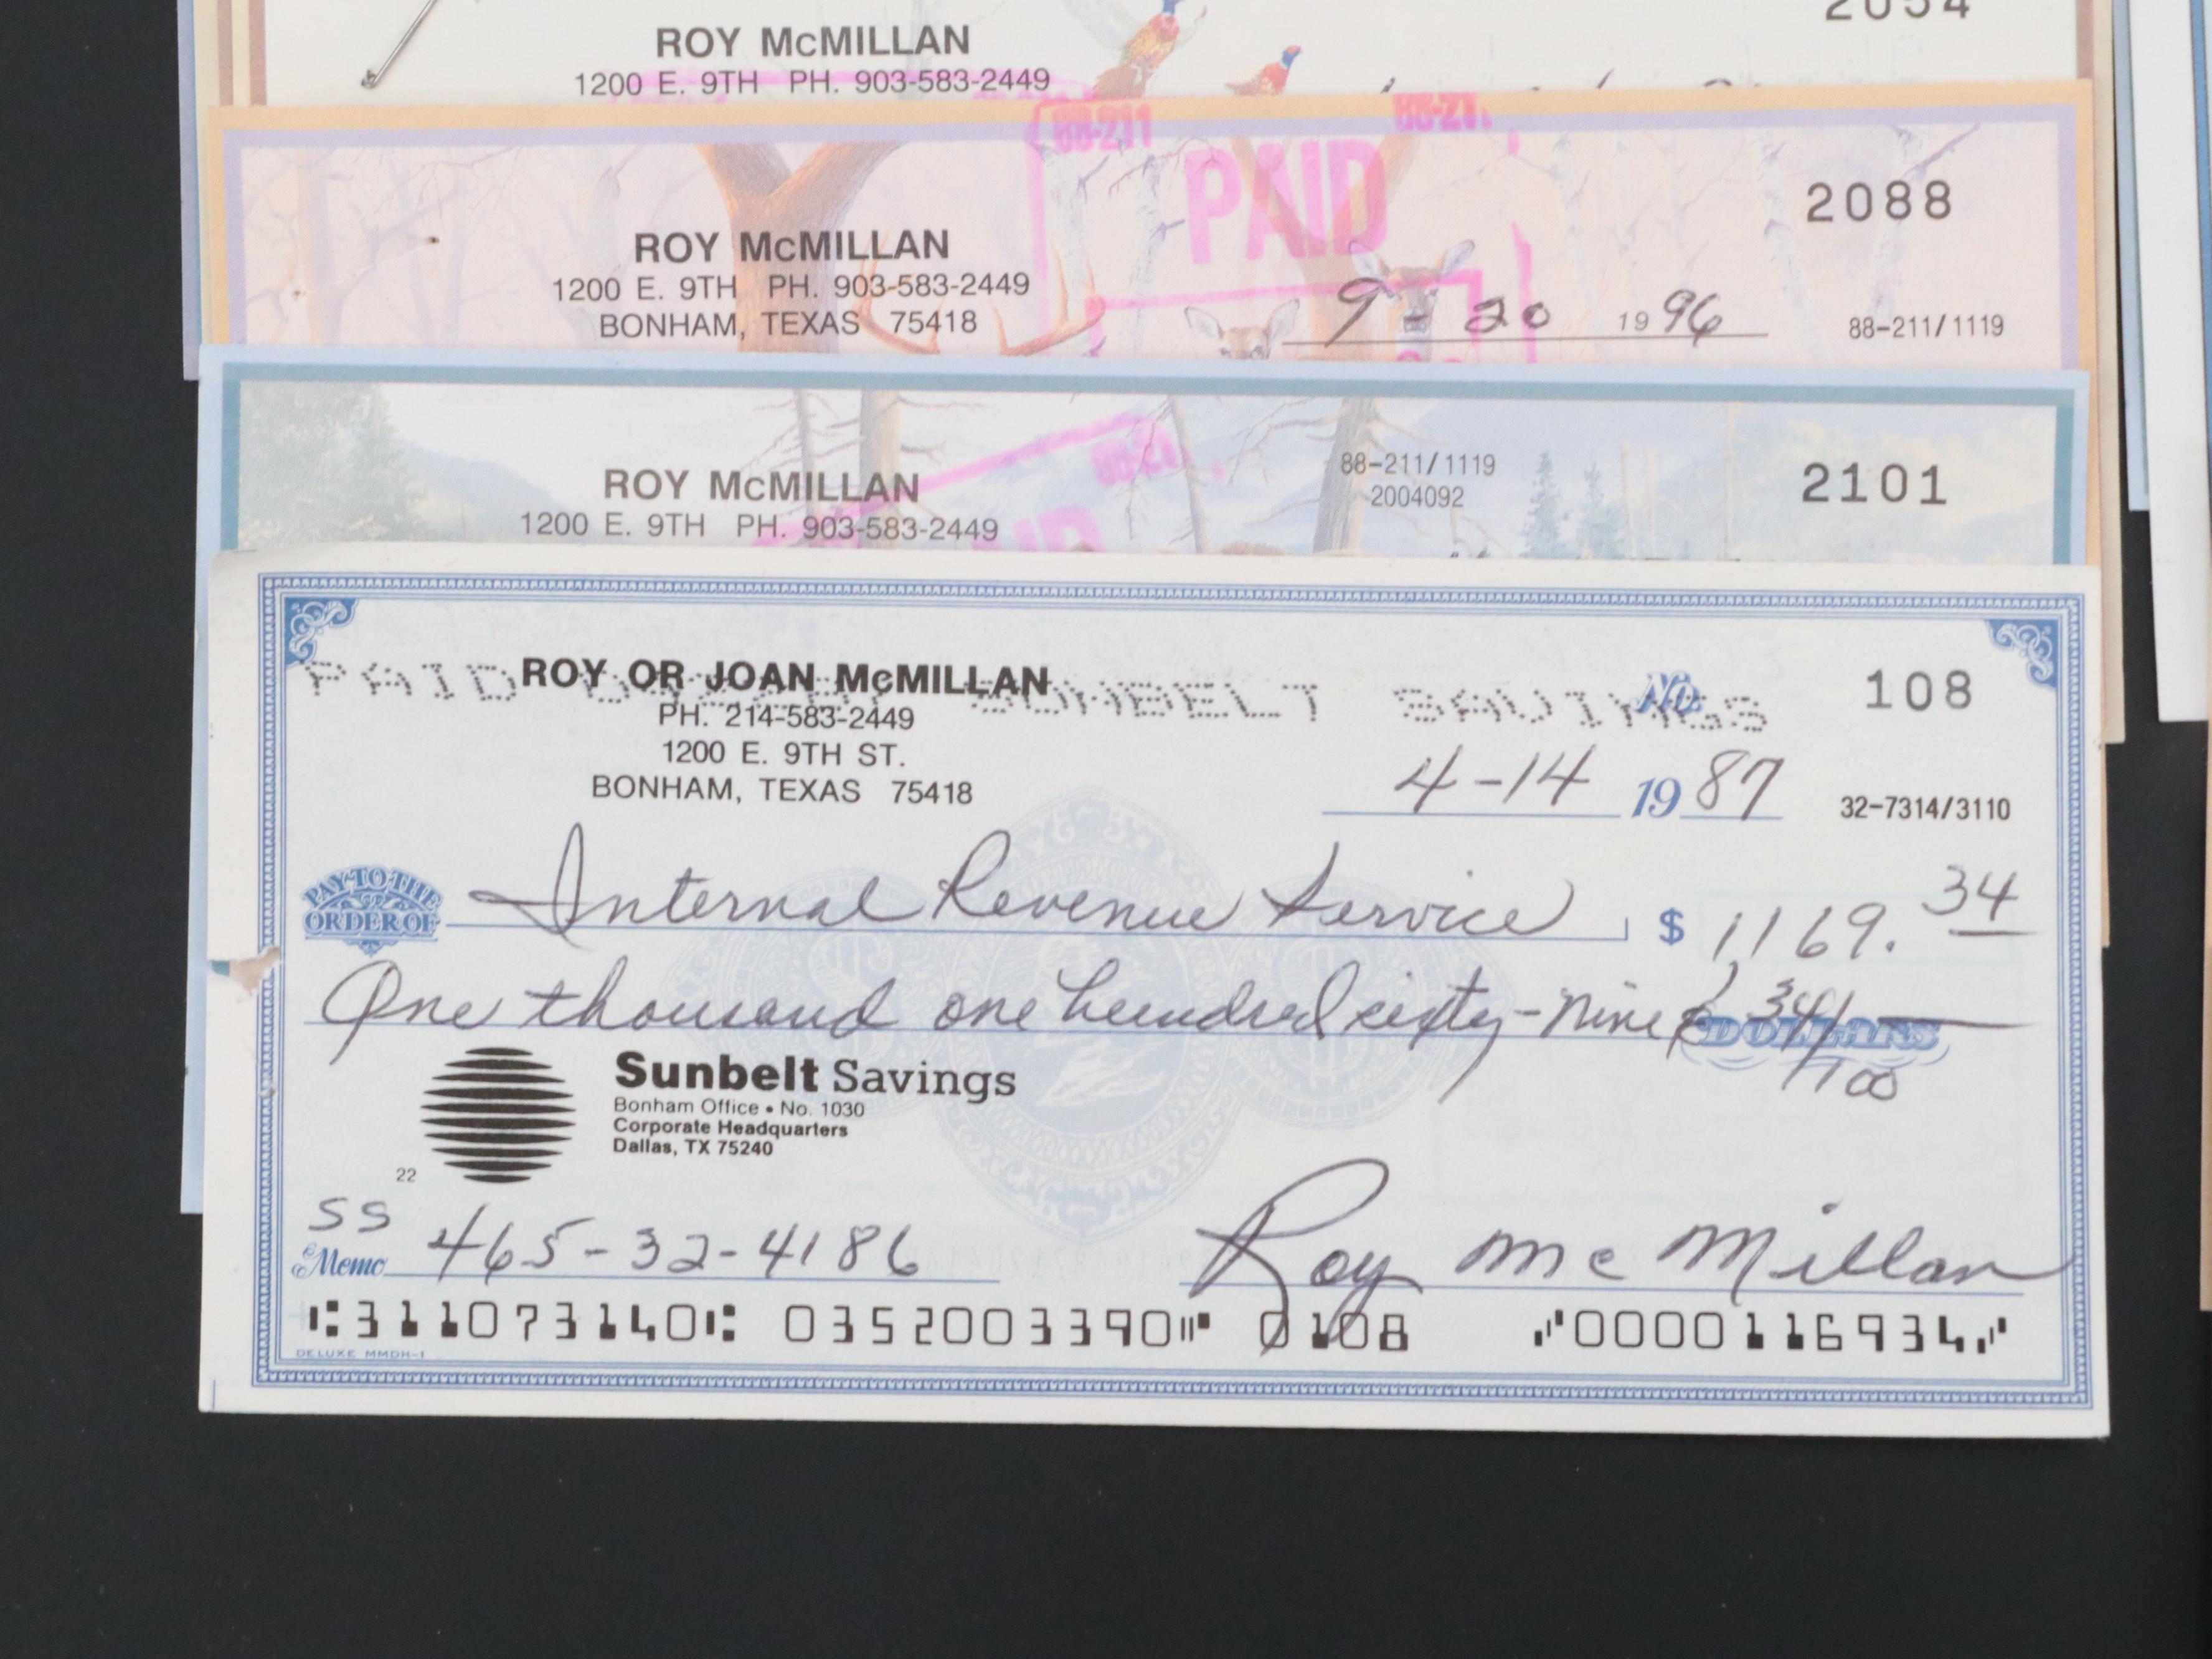 2054
ROY McMILLAN
1200 E. 9TH PH. 903-583-2449
88-211
88-211
PAID
2088
ROY McMILLAN
1200 E. 9TH PH. 903-583-2449
BONHAM, TEXAS 75418
9-20 1996
88-211/1119
88-211/1119
2004092
2101
ROY McMILLAN
1200 E. 9TH PH. 903-583-2449
PAID SUNBELT SAVINGS
ROY OR JOAN McMILLAN
No. 108
PH. 214-583-2449
1200 E. 9TH ST.
BONHAM, TEXAS 75418
4-14 1987
32-7314/3110
PAY TO THE
ORDER OF
Internal Revenue Service $ 1169.34
One thousand one hundred sixty-nine & 34/100 DOLLARS
Sunbelt Savings
Bonham Office • No. 1030
Corporate Headquarters
Dallas, TX 75240
22
SS
Memo 465-32-4186
Roy McMillan
⑆311073140⑆ 0352003390⑈ 0108 ⑇0000116934⑇
DELUXE MMDH-1